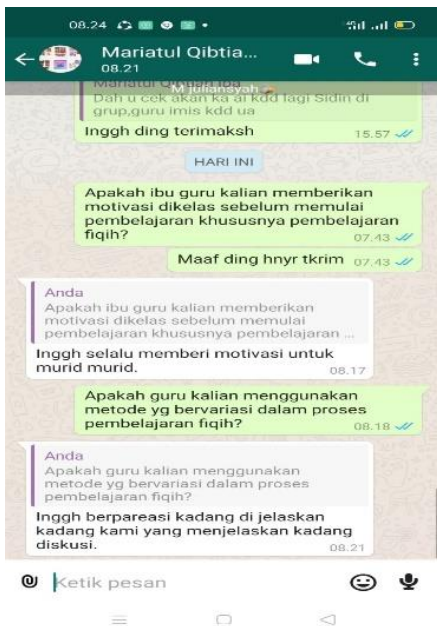 08.24
Mariatul Qibtia...
08.21
M juliansyah
Dah u cek akan ka ai kdd lagi Sidin di
grup,guru imis kdd ua
Inggh ding terimaksh
15.57
HARI INI
Apakah ibu guru kalian memberikan
motivasi dikelas sebelum memulai
pembelajaran khususnya pembelajaran
fiqih?
07.43
Maaf ding hnyr tkrim 07.43
Anda
Apakah ibu guru kalian memberikan
motivasi dikelas sebelum memulai
pembelajaran khususnya pembelajaran ...
Inggh selalu memberi motivasi untuk
murid murid.
08.17
Apakah guru kalian menggunakan
metode yg bervariasi dalam proses
pembelajaran fiqih?
08.18
Anda
Apakah guru kalian menggunakan
metode yg bervariasi dalam proses
pembelajaran fiqih?
Inggh berpareasi kadang di jelaskan
kadang kami yang menjelaskan kadang
diskusi.
08.21
Ketik pesan